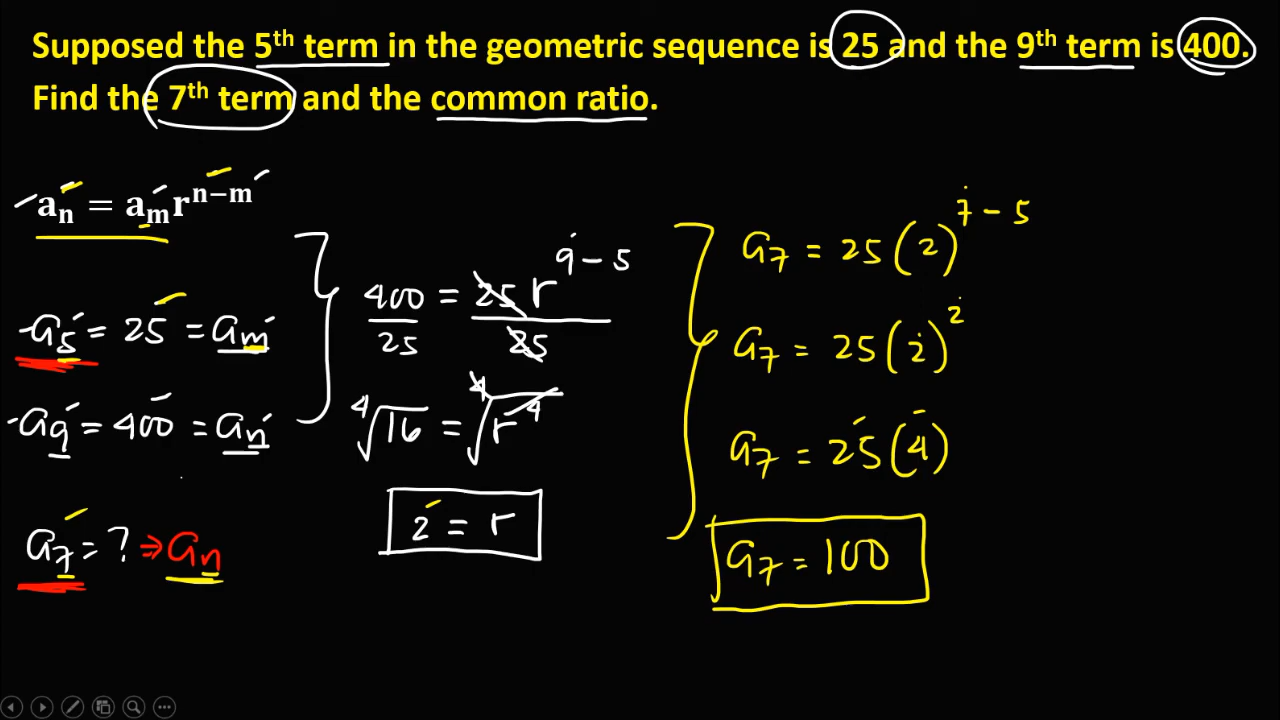 Supposed the 5th term in the geometric sequence is 25 and the 9th term is 400.
Find the 7th term and the common ratio.
aₙ = aₘrⁿ⁻ᵐ
a₅ = 25 = aₘ
a₉ = 400 = aₙ
a₇ = ? ⇒ aₙ
400/25 = 25r⁹⁻⁵/25
⁴√16 = ⁴√r⁴
2 = r
a₇ = 25(2)⁷⁻⁵
a₇ = 25(2)²
a₇ = 25(4)
a₇ = 100